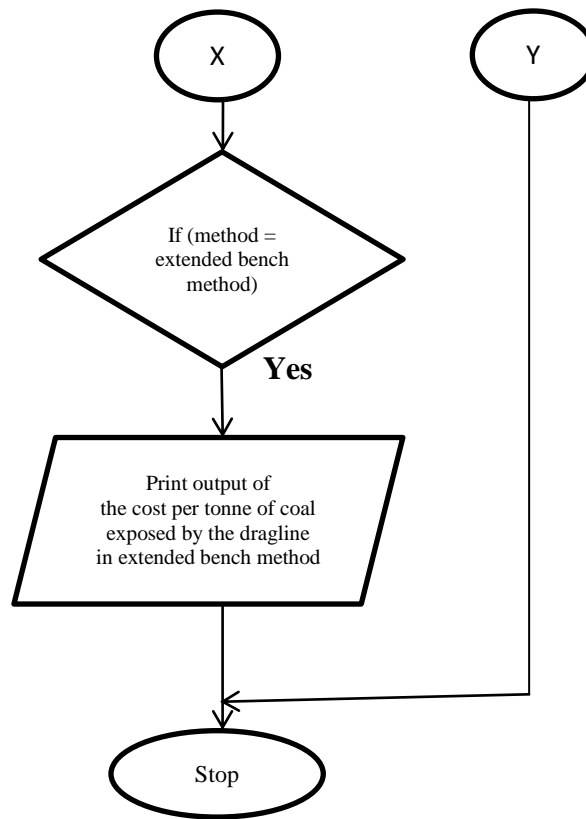 X
Y
If (method =
extended bench
method)
Yes
Print output of
the cost per tonne of coal
exposed by the dragline
in extended bench method
Stop